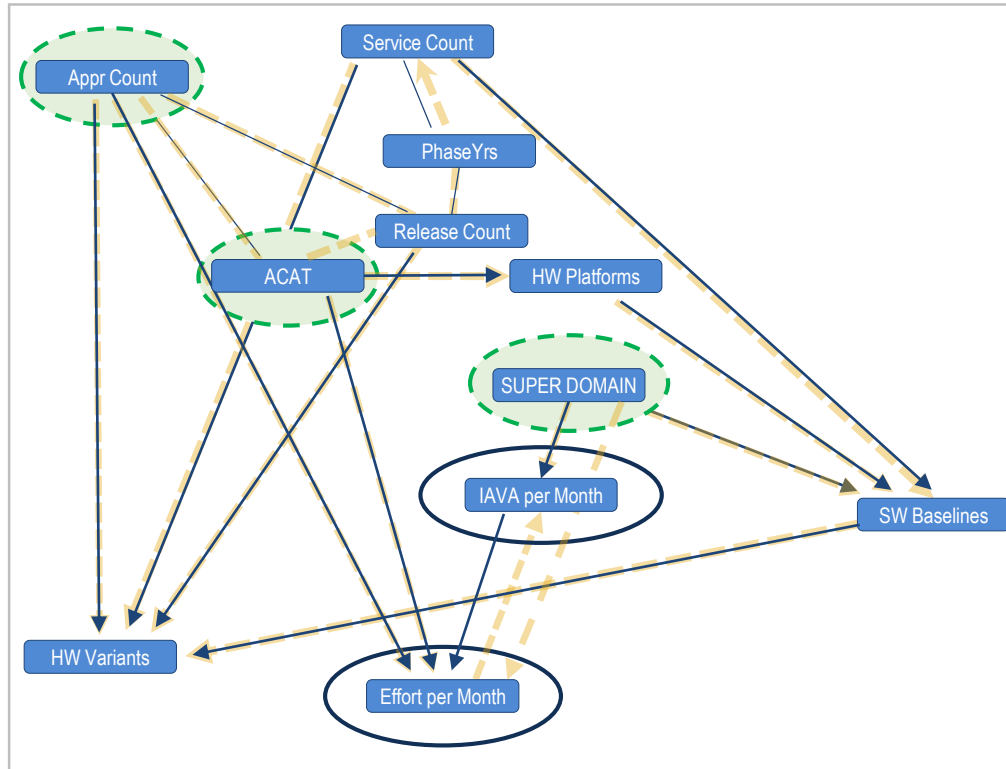 Service Count
Appr Count
PhaseYrs
Release Count
ACAT
HW Platforms
SUPER DOMAIN
IAVA per Month
SW Baselines
HW Variants
Effort per Month